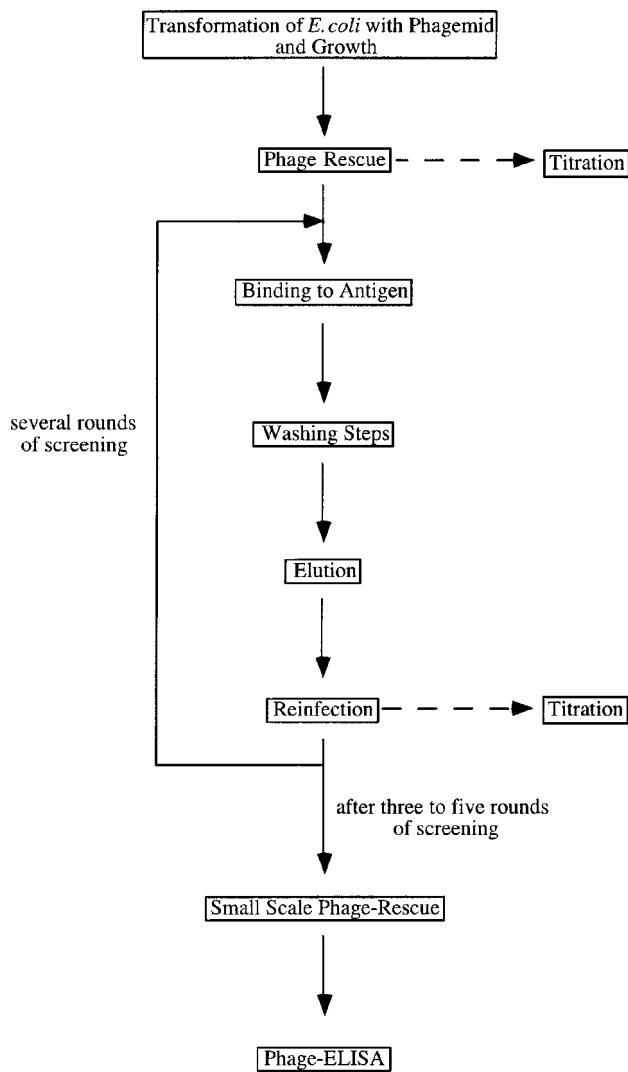 Transformation of E. coli with Phagemid
and Growth
Phage Rescue
Titration
Binding to Antigen
several rounds
of screening
Washing Steps
Elution
Reinfection
Titration
after three to five rounds
of screening
Small Scale Phage-Rescue
Phage-ELISA